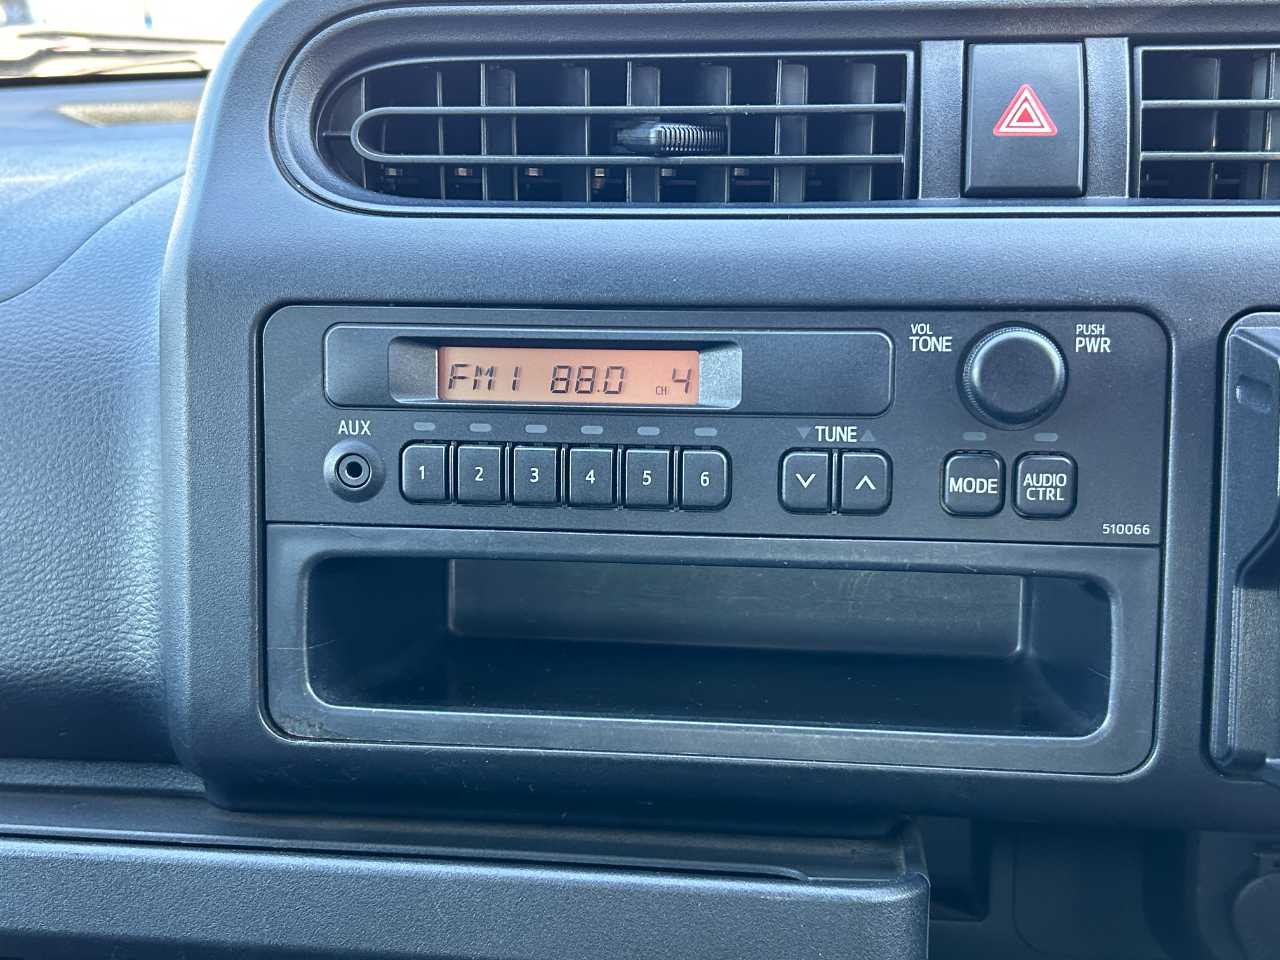 VOL
TONE
PUSH
PWR
FM1 88.0 CH 4
AUX
TUNE
1 2 3 4 5 6
MODE
AUDIO
CTRL
510066